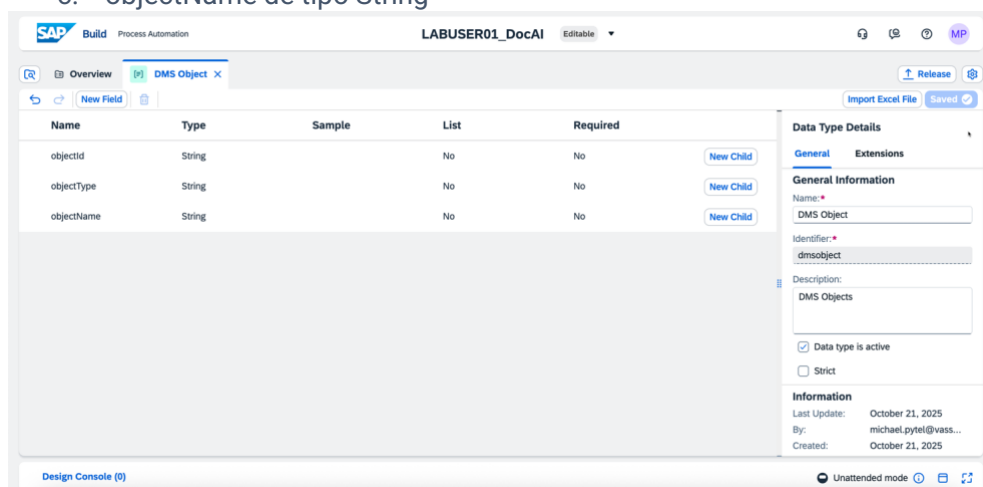 objectName de tipo String
SAP Build Process Automation LABUSER01_DocAI Editable MP
Overview DMS Object Release
New Field Import Excel File Saved
Name Type Sample List Required
objectId String No No New Child
objectType String No No New Child
objectName String No No New Child
Data Type Details
General Extensions
General Information
Name:*
DMS Object
Identifier:*
dmsobject
Description:
DMS Objects
Data type is active
Strict
Information
Last Update: October 21, 2025
By: michael.pytel@vass...
Created: October 21, 2025
Design Console (0) Unattended mode